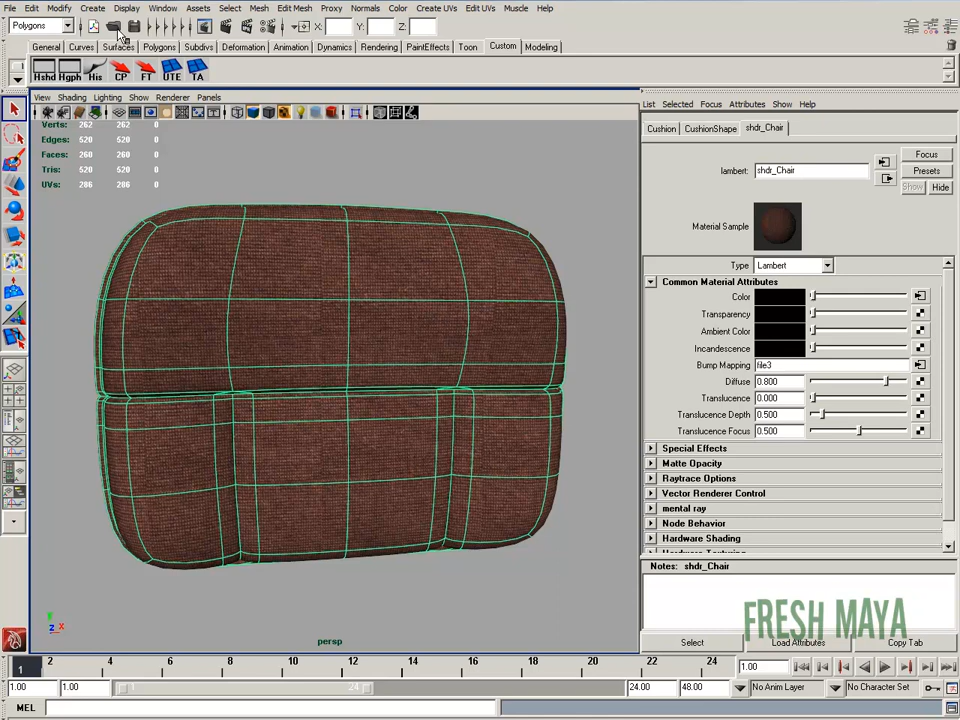 File Edit Modify Create Display Window Assets Select Mesh Edit Mesh Proxy Normals Color Create UVs Edit UVs Muscle Help
Polygons X: Y: Z:
General Curves Surfaces Polygons Subdivs Deformation Animation Dynamics Rendering PaintEffects Toon Custom Modeling
Hshd Hgph His CP FT UTE TA
View Shading Lighting Show Renderer Panels
List Selected Focus Attributes Show Help
Verts: 262 262 0
Edges: 520 520 0
Faces: 260 260 0
Tris: 520 520 0
UVs: 286 286 0
Cushion CushionShape shdr_Chair
Focus
lambert: shdr_Chair
Presets
Show Hide
Material Sample
Type Lambert
Common Material Attributes
Color
Transparency
Ambient Color
Incandescence
Bump Mapping file3
Diffuse 0.800
Translucence 0.000
Translucence Depth 0.500
Translucence Focus 0.500
Special Effects
Matte Opacity
Raytrace Options
Vector Renderer Control
mental ray
Node Behavior
Hardware Shading
Hardware Texturing
Notes: shdr_Chair
FRESH MAYA
Select Load Attributes Copy Tab
y
z x
persp
1 2 4 6 8 10 12 14 16 18 20 22 24 1.00
1.00 1.00 24 24.00 48.00 No Anim Layer No Character Set
MEL